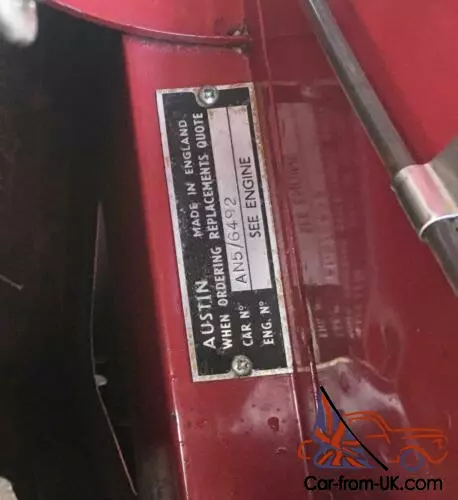 AUSTIN MADE IN ENGLAND
WHEN ORDERING REPLACEMENTS QUOTE
CAR Nº AN5/6492
ENG. Nº SEE ENGINE
Car-from-UK.com